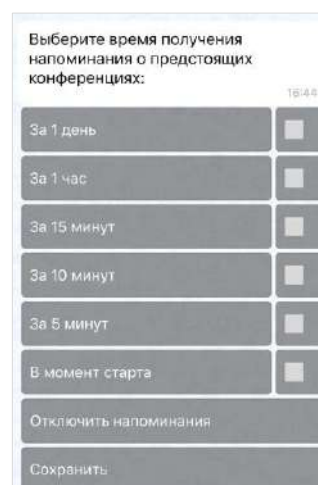 Выберите время получения
напоминания о предстоящих
конференциях:
16:44
За 1 день
За 1 час
За 15 минут
За 10 минут
За 5 минут
В момент старта
Отключить напоминания
Сохранить